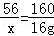 56/x = 160/16g